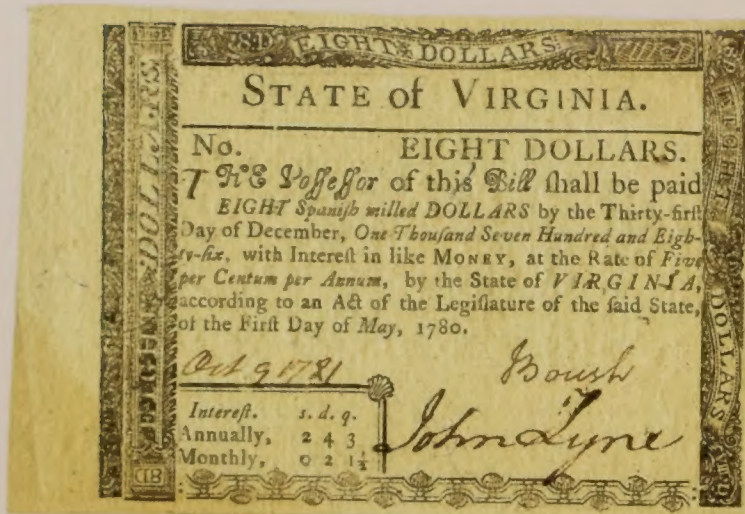 EIGHT DOLLARS
STATE of VIRGINIA.
No. EIGHT DOLLARS.
THE Poſſeſſor of this Bill ſhall be paid
EIGHT Spaniſh milled DOLLARS by the Thirty-firſt
Day of December, One Thouſand Seven Hundred and Eigh-
ty-ſix, with Intereſt in like MONEY, at the Rate of Five
per Centum per Annum, by the State of VIRGINIA,
according to an Act of the Legiſlature of the ſaid State,
of the Firſt Day of May, 1780.
Oct 9 1781 Boush
John Lyne
Intereſt. s. d. q.
Annually, 2 4 3
Monthly, 0 2 1½
DOLLARS
EIGHT DOLLARS